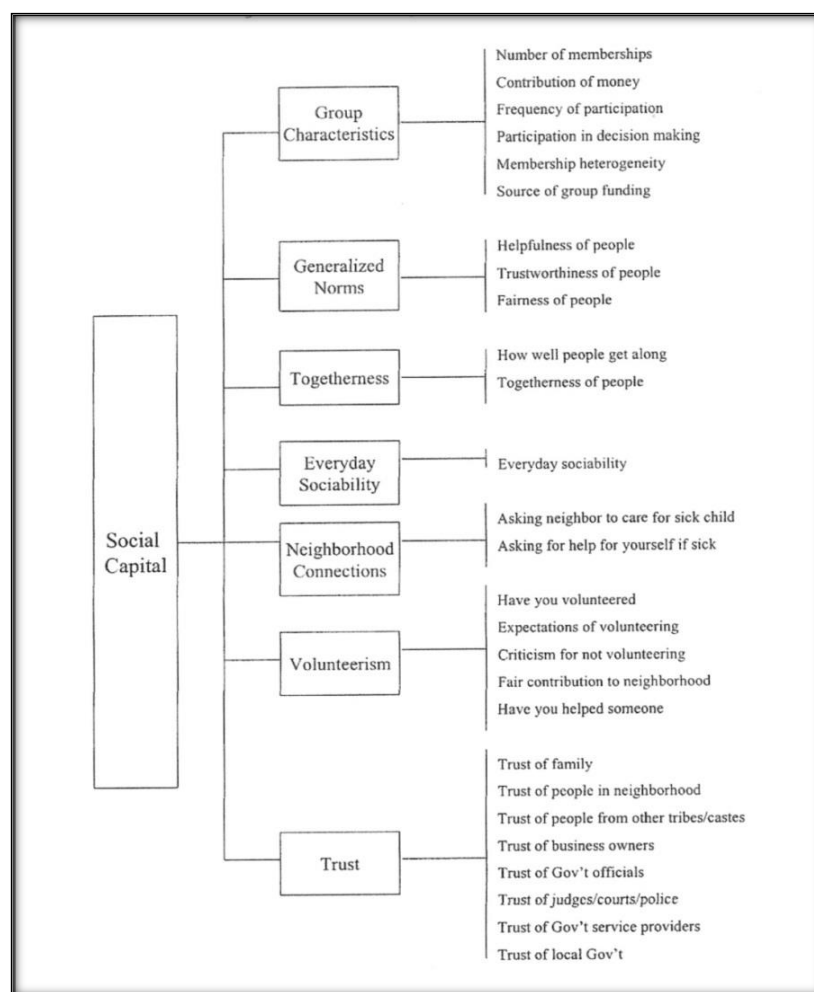 Social
Capital
Group
Characteristics
Number of memberships
Contribution of money
Frequency of participation
Participation in decision making
Membership heterogeneity
Source of group funding
Generalized
Norms
Helpfulness of people
Trustworthiness of people
Fairness of people
Togetherness
How well people get along
Togetherness of people
Everyday
Sociability
Everyday sociability
Neighborhood
Connections
Asking neighbor to care for sick child
Asking for help for yourself if sick
Volunteerism
Have you volunteered
Expectations of volunteering
Criticism for not volunteering
Fair contribution to neighborhood
Have you helped someone
Trust
Trust of family
Trust of people in neighborhood
Trust of people from other tribes/castes
Trust of business owners
Trust of Gov't officials
Trust of judges/courts/police
Trust of Gov't service providers
Trust of local Gov't